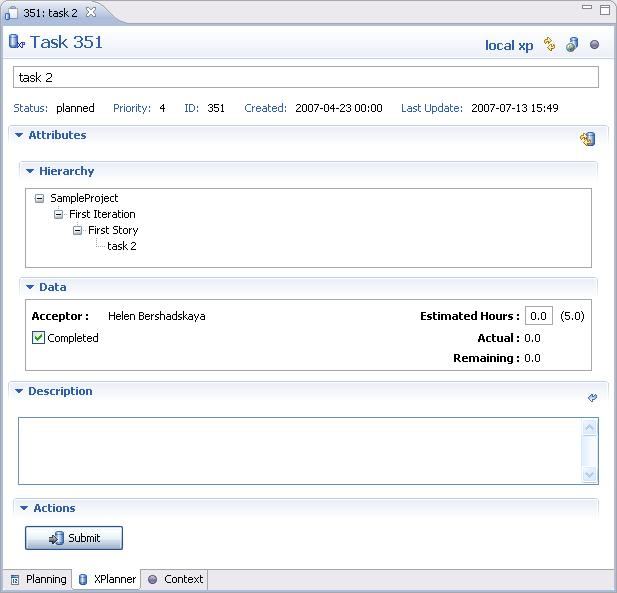 351: task 2
Task 351
local xp
task 2
Status: planned Priority: 4 ID: 351 Created: 2007-04-23 00:00 Last Update: 2007-07-13 15:49
Attributes
Hierarchy
SampleProject
First Iteration
First Story
task 2
Data
Acceptor : Helen Bershadskaya Estimated Hours : 0.0 (5.0)
Completed Actual : 0.0
Remaining : 0.0
Description
Actions
Submit
Planning XPlanner Context